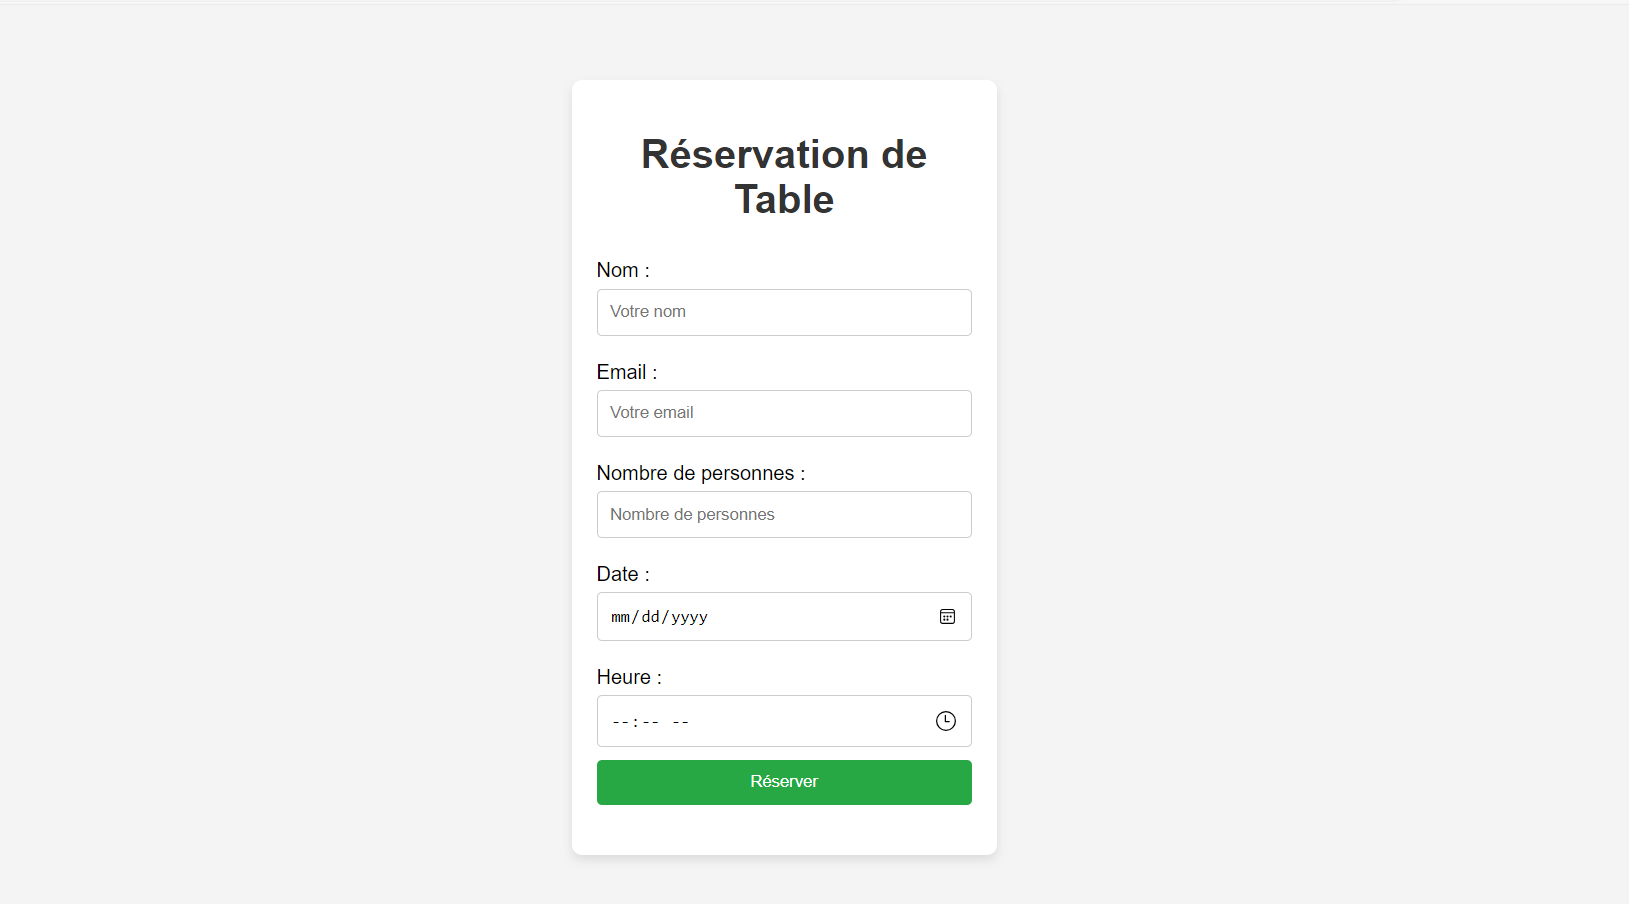 Réservation de
Table
Nom :
Votre nom
Email :
Votre email
Nombre de personnes :
Nombre de personnes
Date :
mm/dd/yyyy
Heure :
--:-- --
Réserver